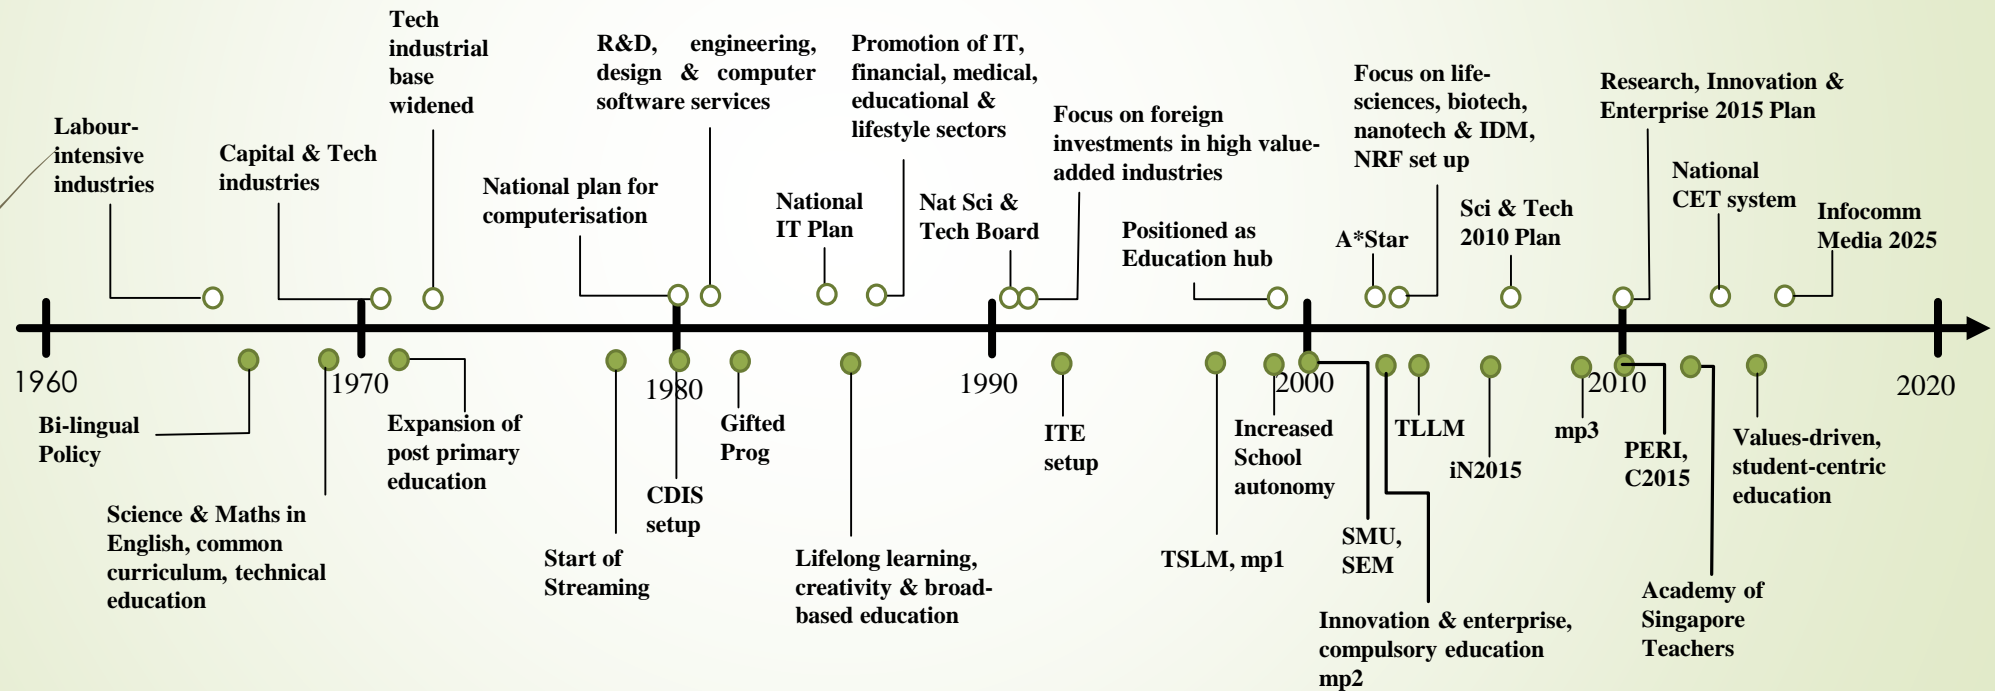 Labour-
intensive
industries
Capital & Tech
industries
Tech
industrial
base
widened
National plan for
computerisation
R&D, engineering,
design & computer
software services
National
IT Plan
Promotion of IT,
financial, medical,
educational &
lifestyle sectors
Nat Sci &
Tech Board
Focus on foreign
investments in high value-
added industries
Positioned as
Education hub
A*Star
Focus on life-
sciences, biotech,
nanotech & IDM,
NRF set up
Sci & Tech
2010 Plan
Research, Innovation &
Enterprise 2015 Plan
National
CET system
Infocomm
Media 2025
1960
1970
1980
1990
2000
2010
2020
Bi-lingual
Policy
Science & Maths in
English, common
curriculum, technical
education
Expansion of
post primary
education
Start of
Streaming
CDIS
setup
Gifted
Prog
Lifelong learning,
creativity & broad-
based education
ITE
setup
TSLM, mp1
Increased
School
autonomy
SMU,
SEM
Innovation & enterprise,
compulsory education
mp2
TLLM
iN2015
mp3
PERI,
C2015
Academy of
Singapore
Teachers
Values-driven,
student-centric
education